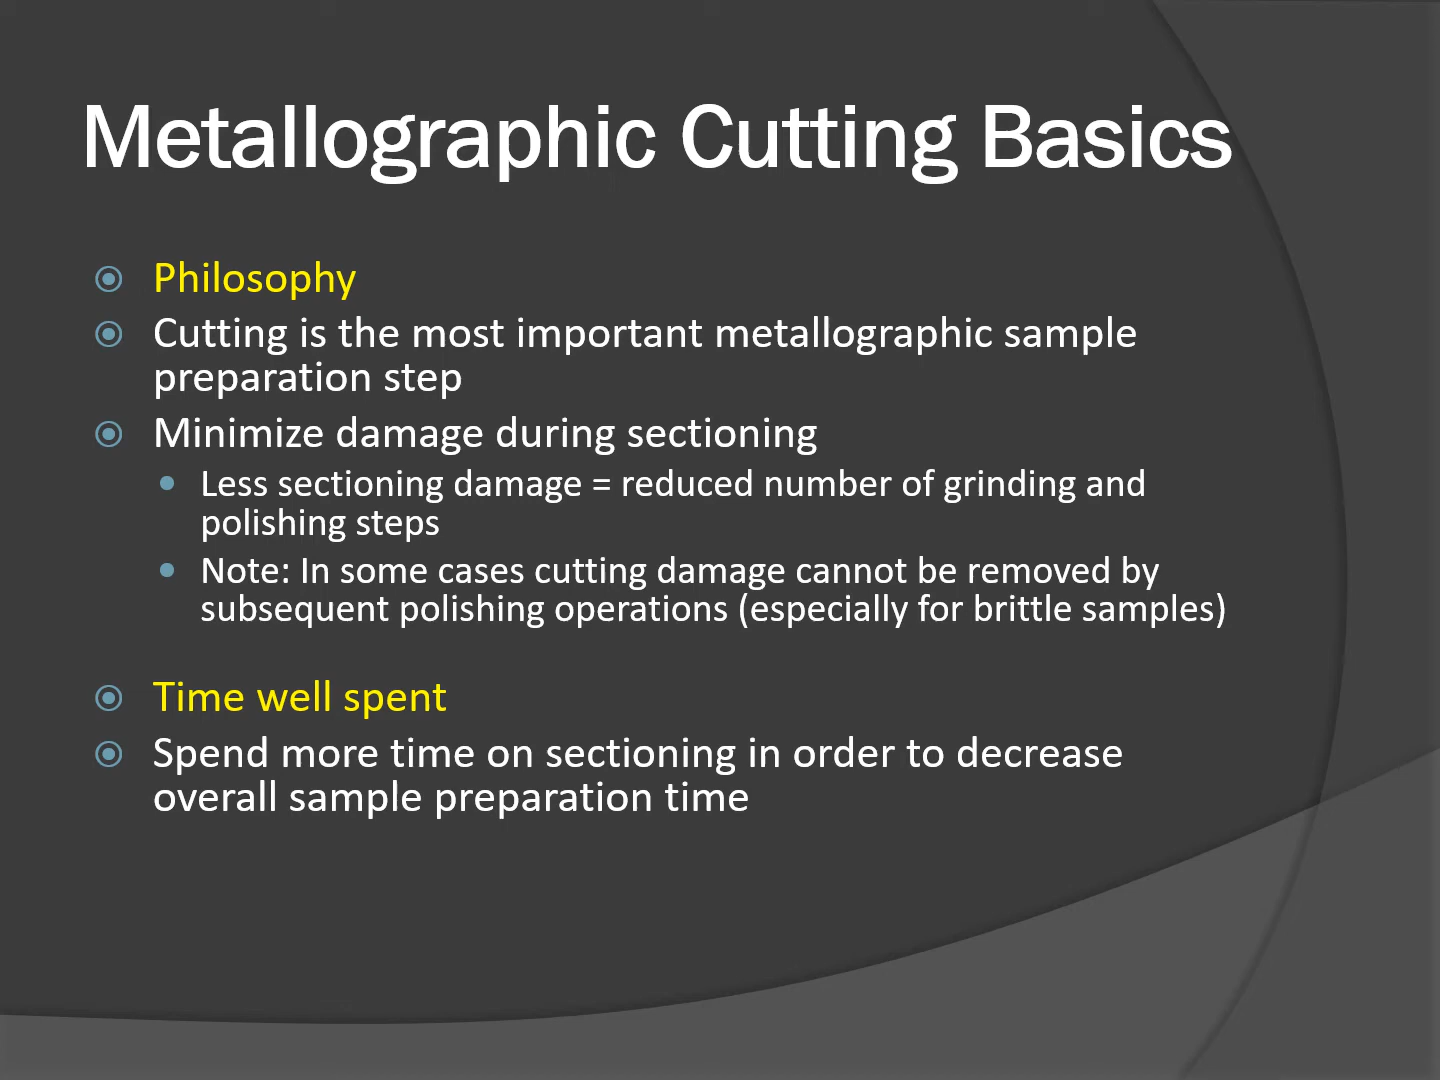 Metallographic Cutting Basics
Philosophy
Cutting is the most important metallographic sample
preparation step
Minimize damage during sectioning
Less sectioning damage = reduced number of grinding and
polishing steps
Note: In some cases cutting damage cannot be removed by
subsequent polishing operations (especially for brittle samples)
Time well spent
Spend more time on sectioning in order to decrease
overall sample preparation time